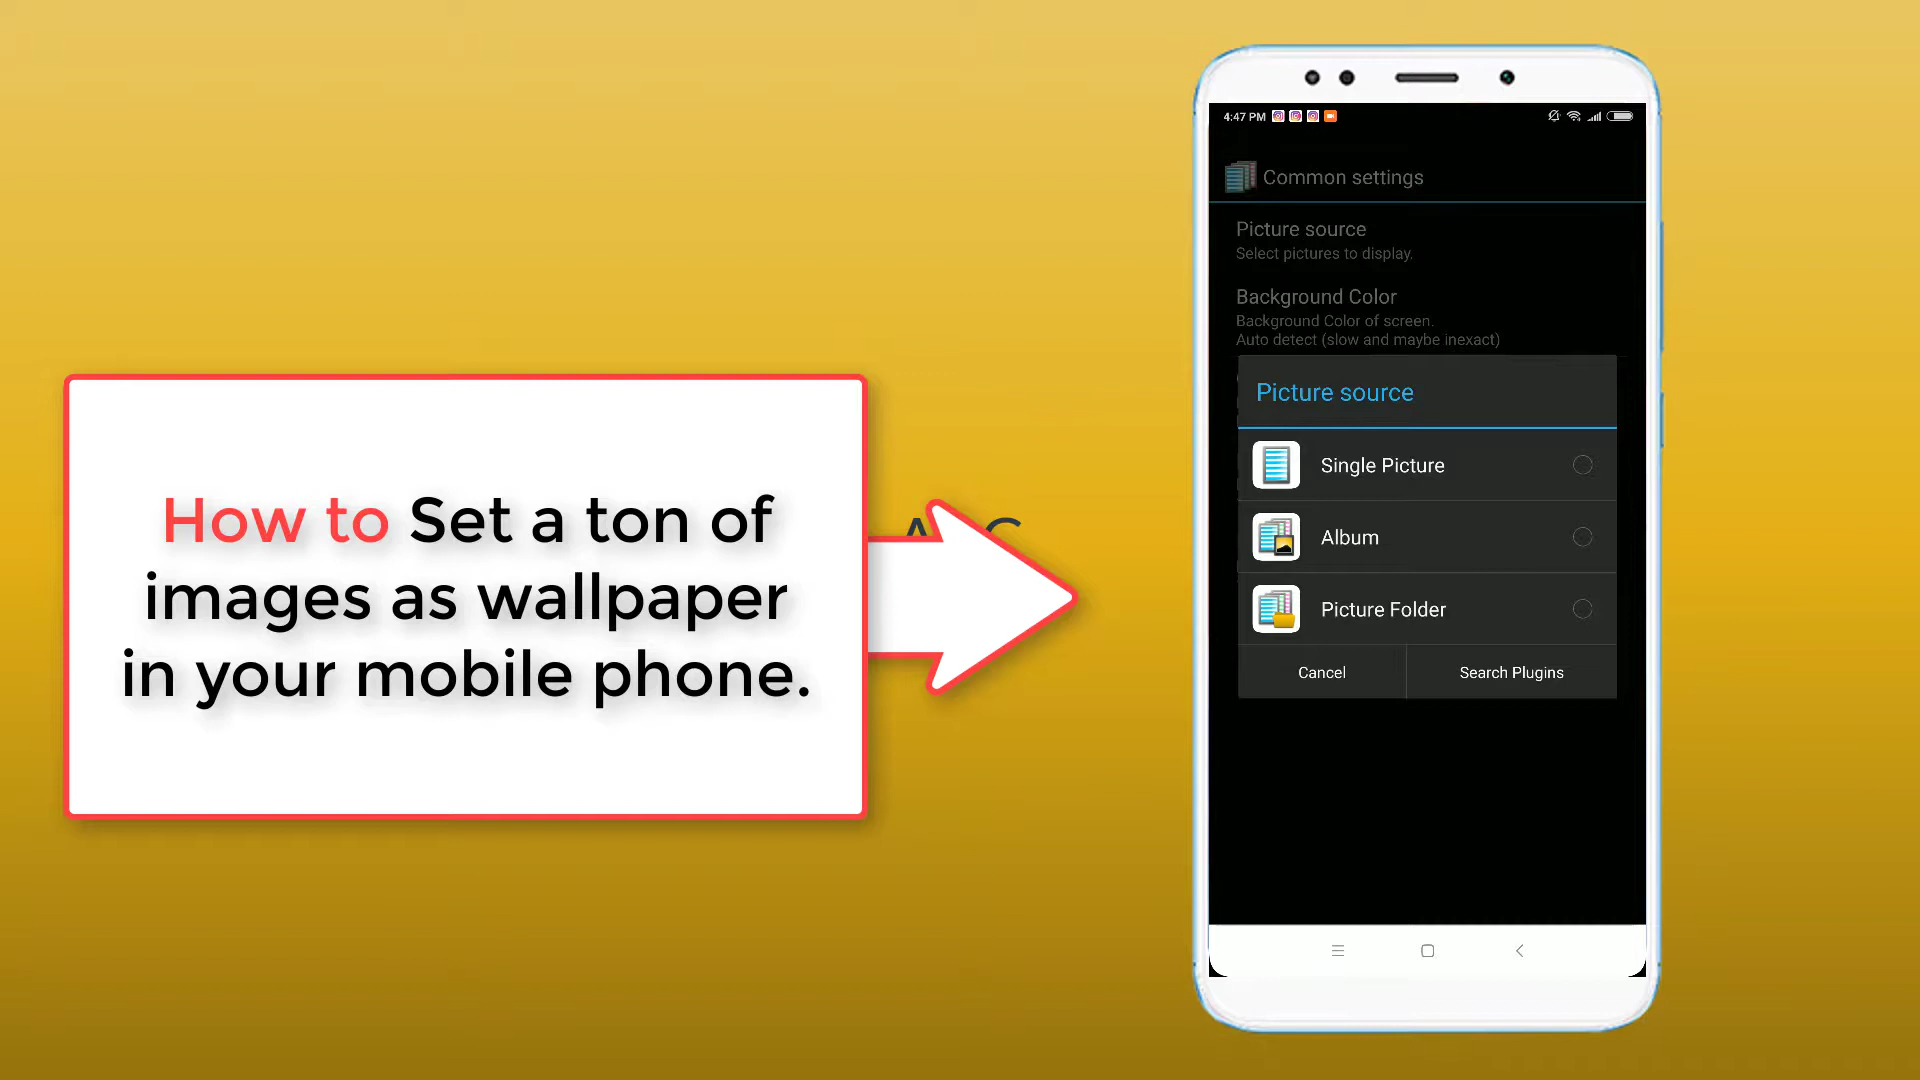 How to Set a ton of
images as wallpaper
in your mobile phone.
4:47 PM
Common settings
Picture source
Select pictures to display.
Background Color
Background Color of screen.
Auto detect (slow and maybe inexact)
Picture source
Single Picture
Album
Picture Folder
Cancel
Search Plugins